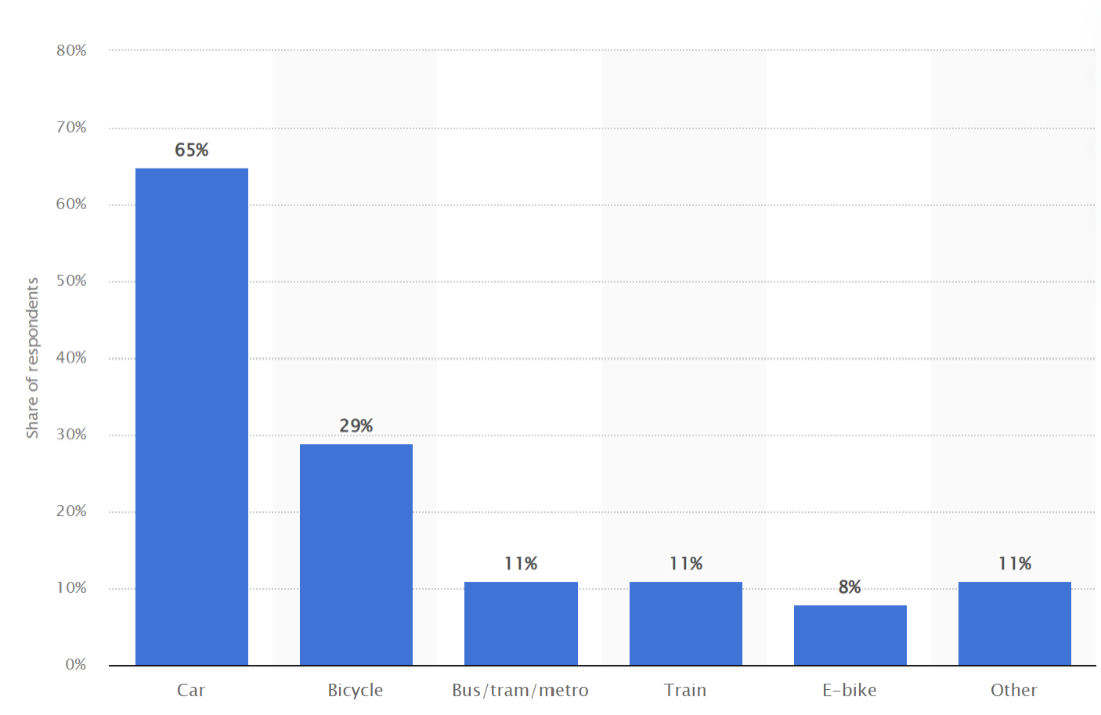 80%
70%
60%
50%
40%
30%
20%
10%
0%
Share of respondents
65%
29%
11%
11%
8%
11%
Car
Bicycle
Bus/tram/metro
Train
E-bike
Other